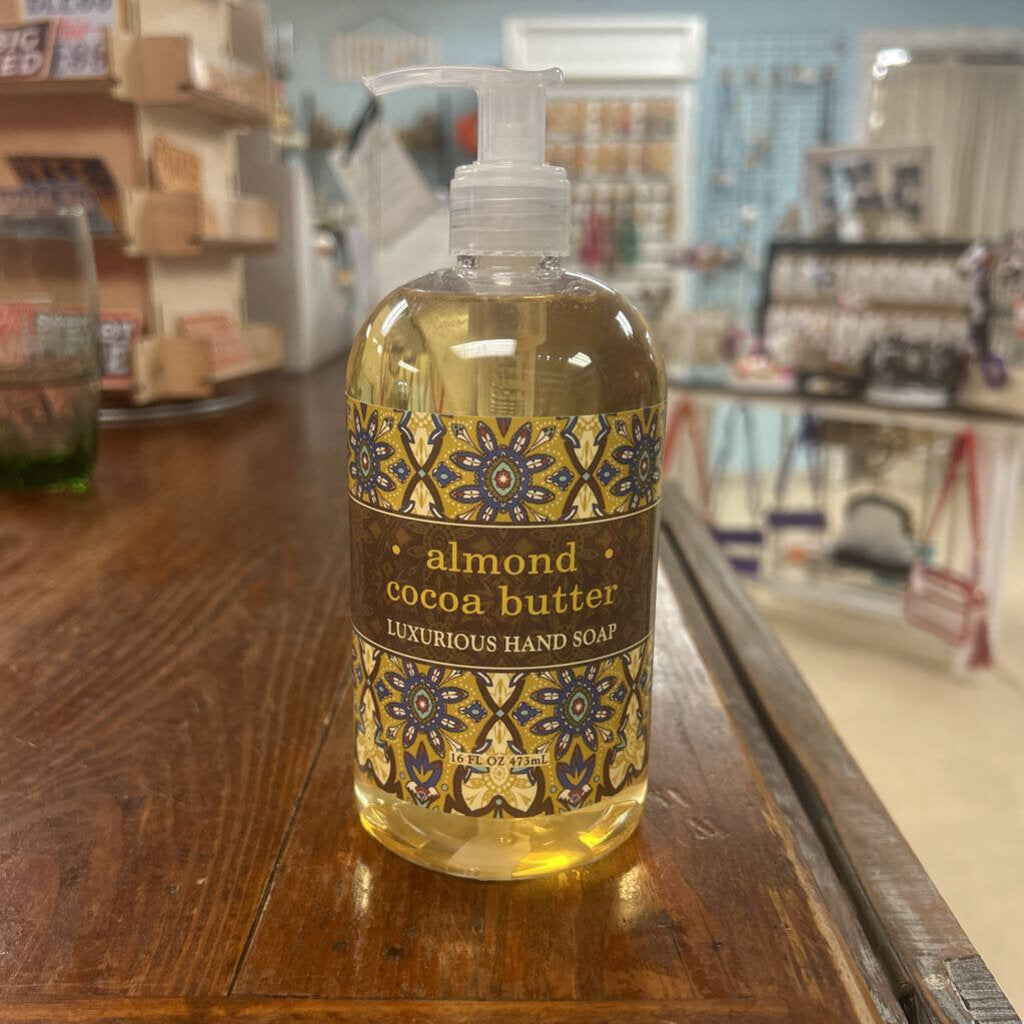 • almond •
cocoa butter
LUXURIOUS HAND SOAP
16 FL OZ 473mL